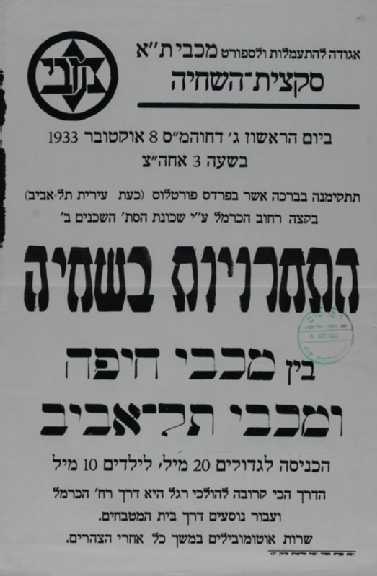 אגודה להתעמלות ולספורט מכבי ת״א
סקצית־השחיה
מכבי
ביום הראשון ג׳ דחוהמ״ס 8 אוקטובר 1933
בשעה 3 אחה״צ
תתקימנה בברכה אשר בפרדס פורטלוס (כעת עירית תל־אביב)
בקצה רחוב הכרמל ע״י שכונת הסת׳ השכנים ב׳
התחרויות בשחיה
בין מכבי חיפה
ומכבי תל־אביב
הכניסה לגדולים 20 מיל, לילדים 10 מיל
הדרך הכי קרובה להולכי רגל היא דרך רח׳ הכרמל
ועבור נוסעים דרך בית המטבחים.
שרות אוטומובילים במשך כל אחרי הצהרים.